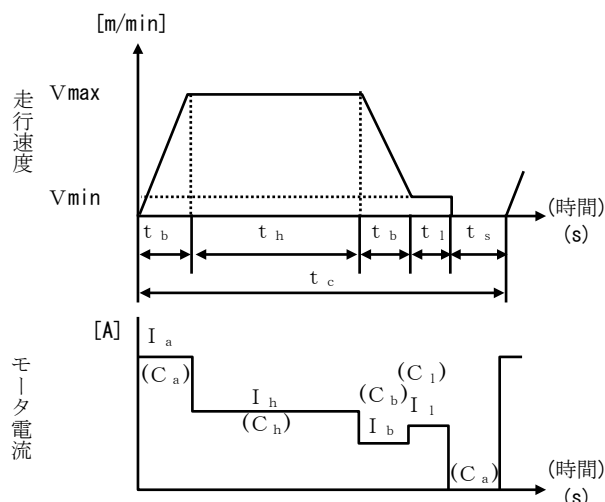 [m/min]
走行速度
Vmax
Vmin
(時間)
(s)
t b
t h
t b
t l
t s
t c
[A]
モータ電流
I a
(C a)
I h
(C h)
(C l)
(C b)
I l
I b
(C a)
(時間)
(s)